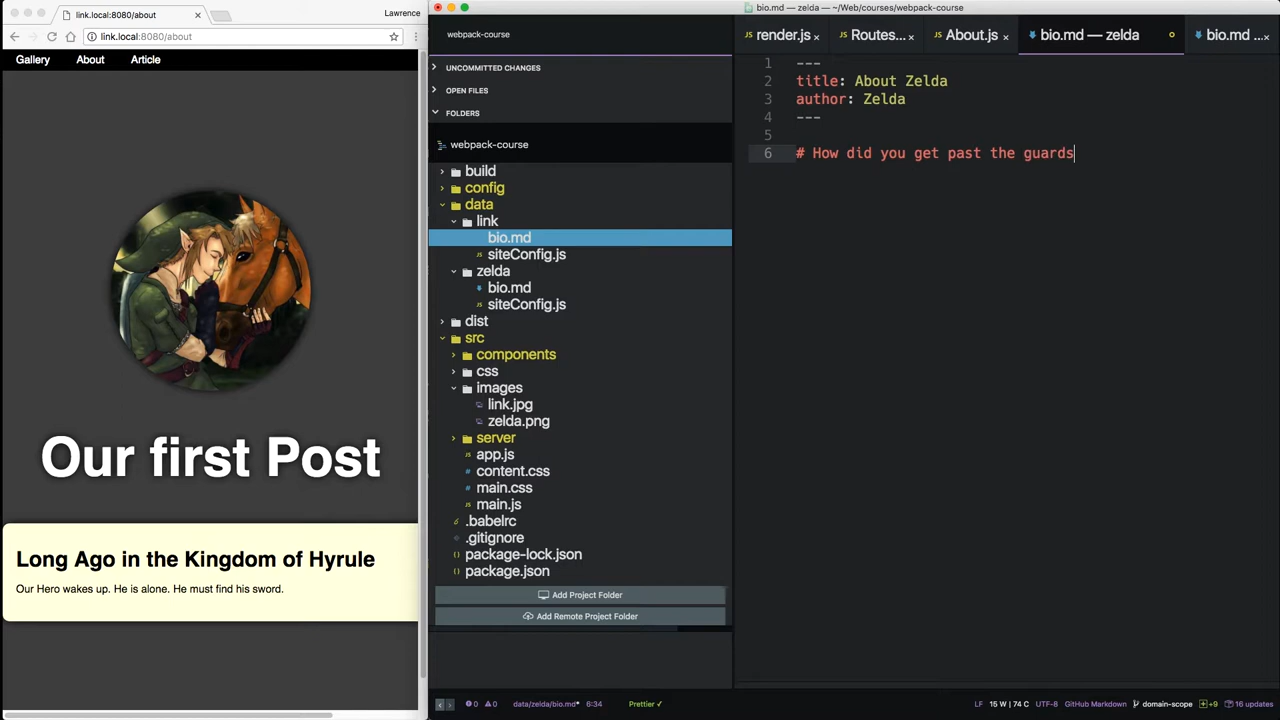 link.local:8080/about ×
Lawrence
link.local:8080/about
Gallery About Article
Our first Post
Long Ago in the Kingdom of Hyrule
Our Hero wakes up. He is alone. He must find his sword.
bio.md — zelda — ~/Web/courses/webpack-course
webpack-course
UNCOMMITTED CHANGES
OPEN FILES
FOLDERS
webpack-course
build
config
data
link
bio.md
siteConfig.js
zelda
bio.md
siteConfig.js
dist
src
components
css
images
link.jpg
zelda.png
server
app.js
content.css
main.css
main.js
.babelrc
.gitignore
package-lock.json
package.json
Add Project Folder
Add Remote Project Folder
render.js × Routes... × About.js × bio.md — zelda bio.md ... ×
1 ---
2 title: About Zelda
3 author: Zelda
4 ---
5
6 # How did you get past the guards
0 0 data/zelda/bio.md* 6:34 Prettier ✓ LF 15 W | 74 C UTF-8 GitHub Markdown domain-scope +9 16 updates